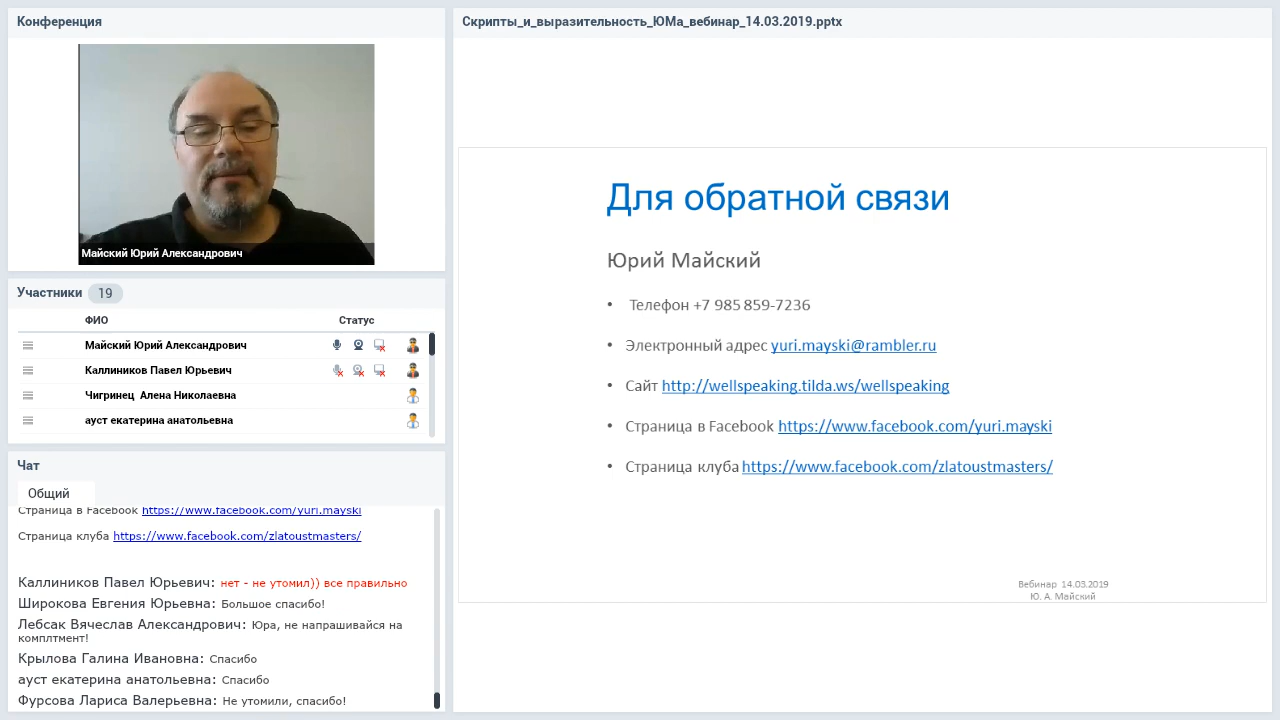 Конференция
Майский Юрий Александрович
Участники 19
ФИО Статус
Майский Юрий Александрович
Каллиников Павел Юрьевич
Чигринец Алена Николаевна
ауст екатерина анатольевна
Чат
Общий
Страница в Facebook https://www.facebook.com/yuri.mayski
Страница клуба https://www.facebook.com/zlatoustmasters/
Каллиников Павел Юрьевич: нет - не утомил)) все правильно
Широкова Евгения Юрьевна: Большое спасибо!
Лебсак Вячеслав Александрович: Юра, не напрашивайся на
комплтмент!
Крылова Галина Ивановна: Спасибо
ауст екатерина анатольевна: Спасибо
Фурсова Лариса Валерьевна: Не утомили, спасибо!
Скрипты_и_выразительность_ЮМа_вебинар_14.03.2019.pptx
Для обратной связи
Юрий Майский
• Телефон +7 985 859-7236
• Электронный адрес yuri.mayski@rambler.ru
• Сайт http://wellspeaking.tilda.ws/wellspeaking
• Страница в Facebook https://www.facebook.com/yuri.mayski
• Страница клуба https://www.facebook.com/zlatoustmasters/
Вебинар 14.03.2019
Ю. А. Майский